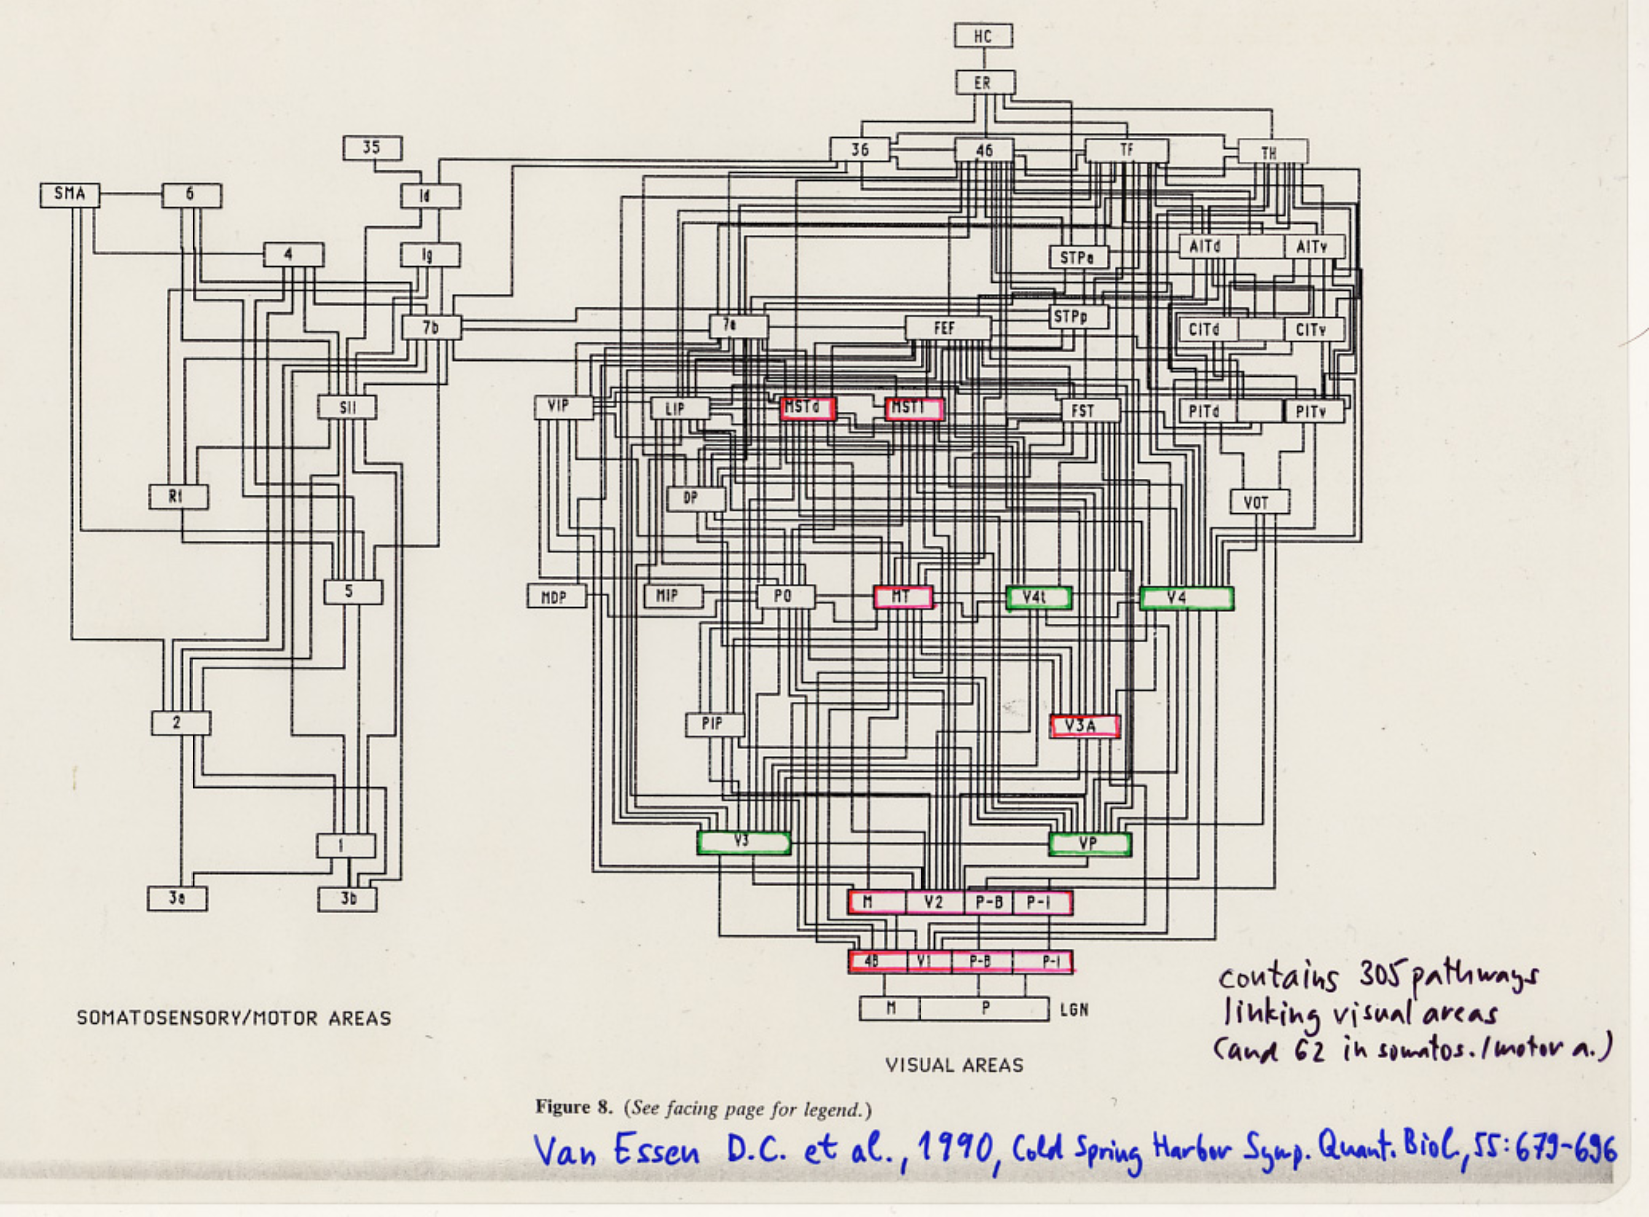 HC
ER
36 46 TF TH
35
SMA 6 Id
4 Ig
STPa AITd AITv
7b 7a FEF STPp CITd CITv
SII VIP LIP MSTd MSTl FST PITd PITv
Ri DP VOT
5 MDP MIP PO MT V4t V4
2 PIP V3A
1 V3 VP
3a 3b M V2 P-B P-I
4B V1 P-B P-I
M P LGN
SOMATOSENSORY/MOTOR AREAS
VISUAL AREAS
contains 305 pathways
linking visual areas
(and 62 in somatos./motor a.)
Figure 8. (See facing page for legend.)
Van Essen D.C. et al., 1990, Cold Spring Harbor Symp. Quant. Biol., 55:679-696